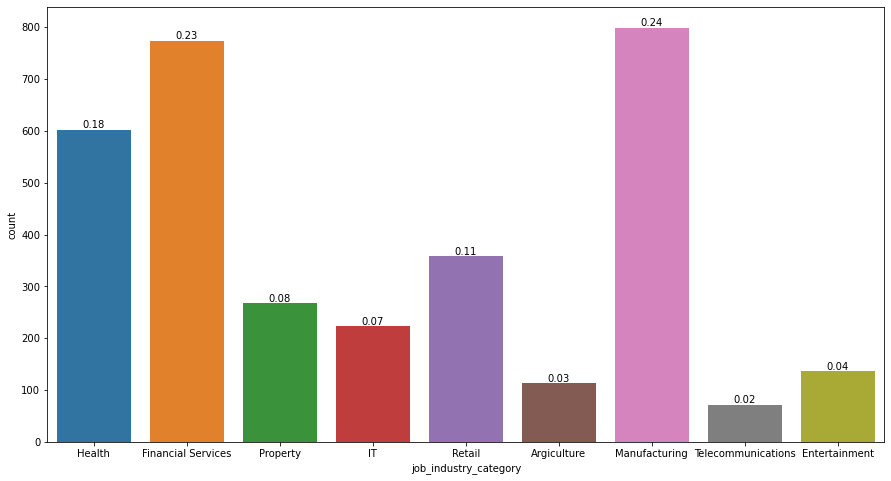 800
700
600
500
400
300
200
100
0
count
0.18
0.23
0.08
0.07
0.11
0.03
0.24
0.02
0.04
Health
Financial Services
Property
IT
Retail
Argiculture
Manufacturing
Telecommunications
Entertainment
job_industry_category